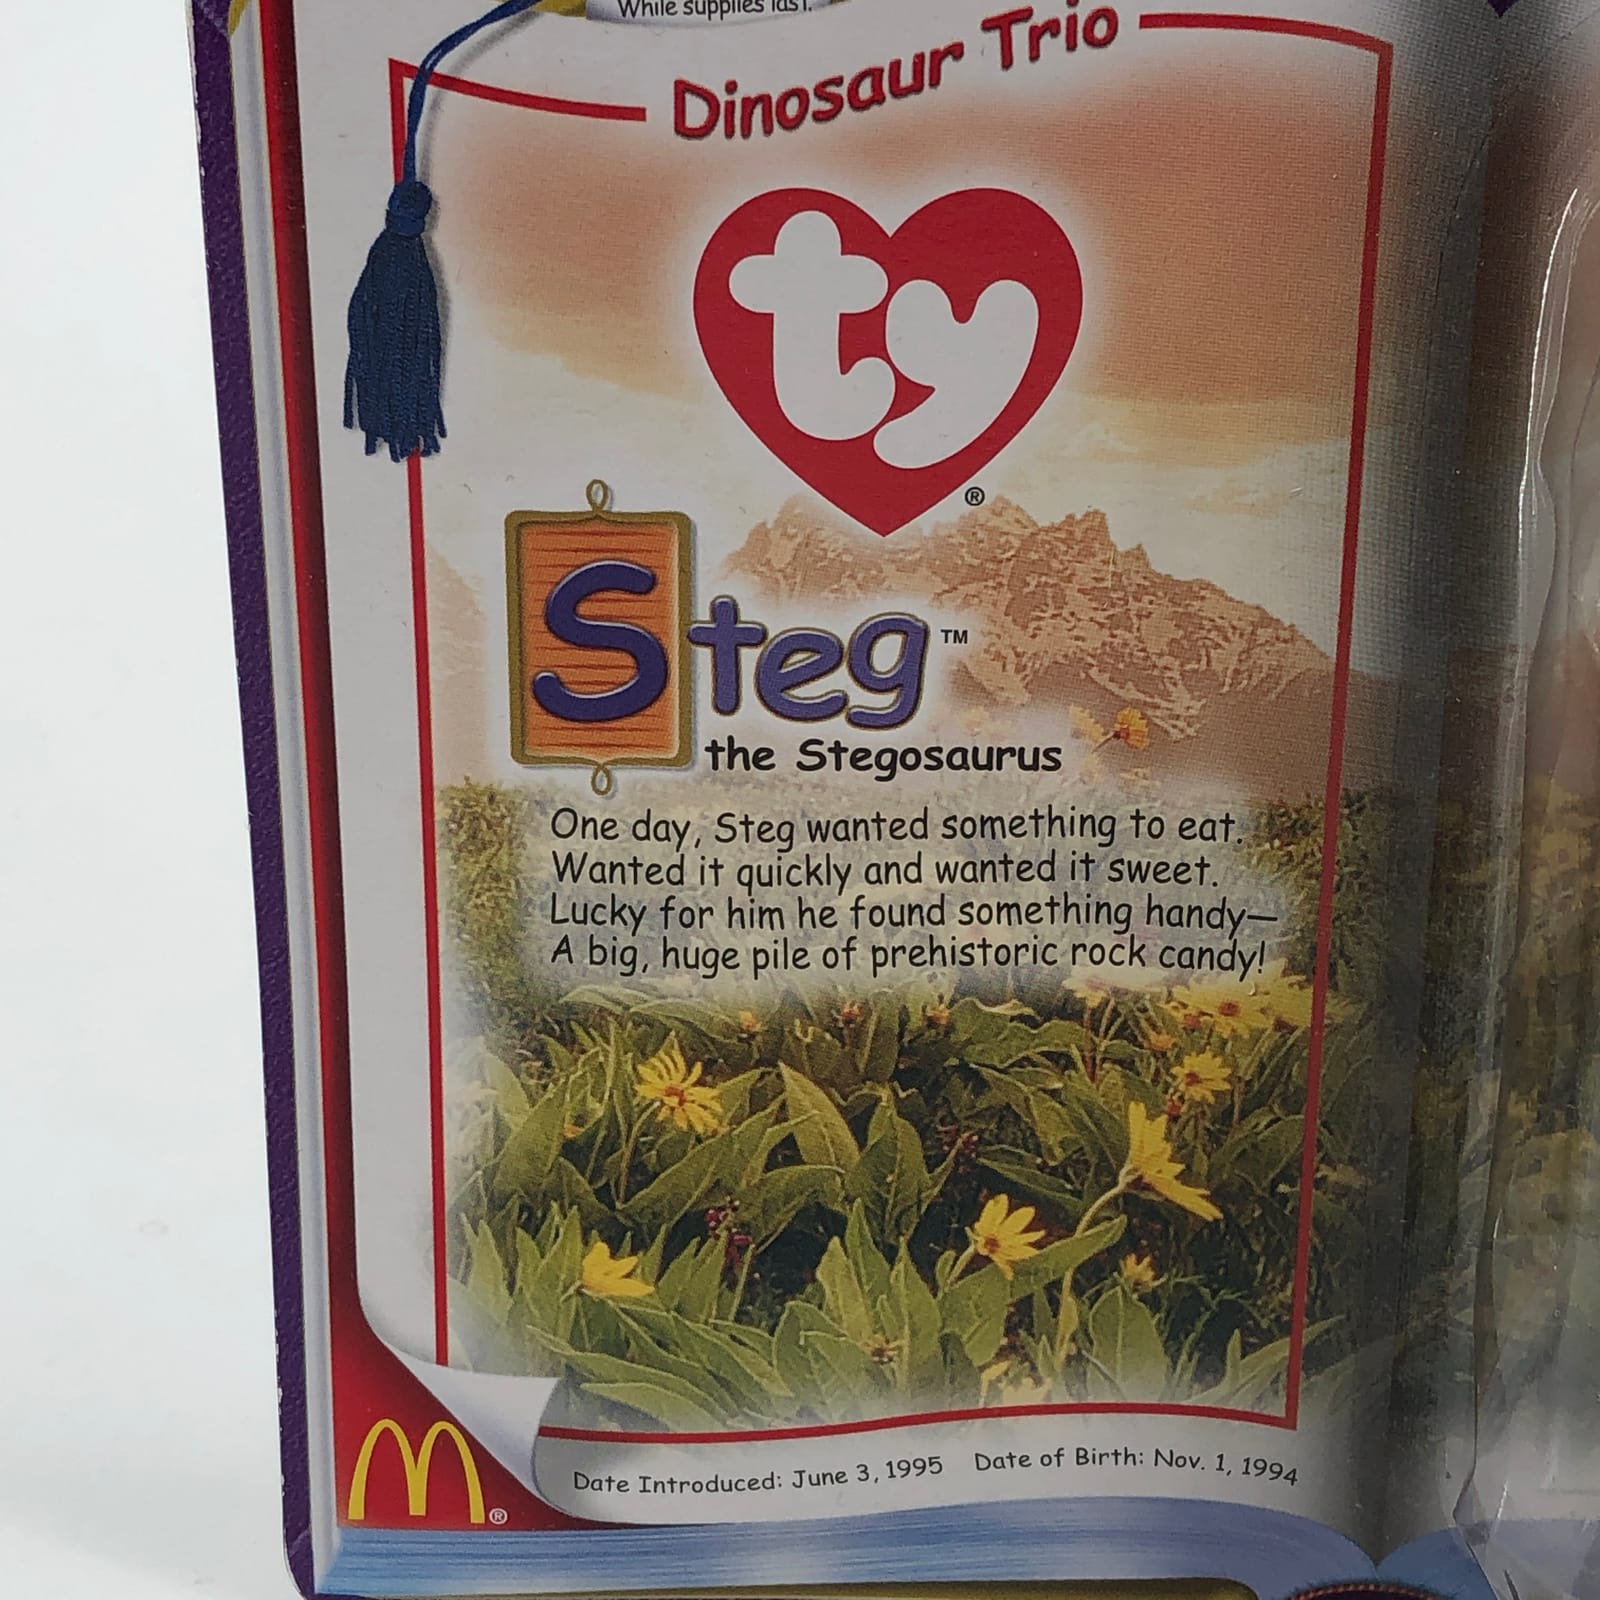 While supplies last.
Dinosaur Trio
ty
®
Steg™
the Stegosaurus
One day, Steg wanted something to eat.
Wanted it quickly and wanted it sweet.
Lucky for him he found something handy—
A big, huge pile of prehistoric rock candy!
Date Introduced: June 3, 1995 Date of Birth: Nov. 1, 1994
M®